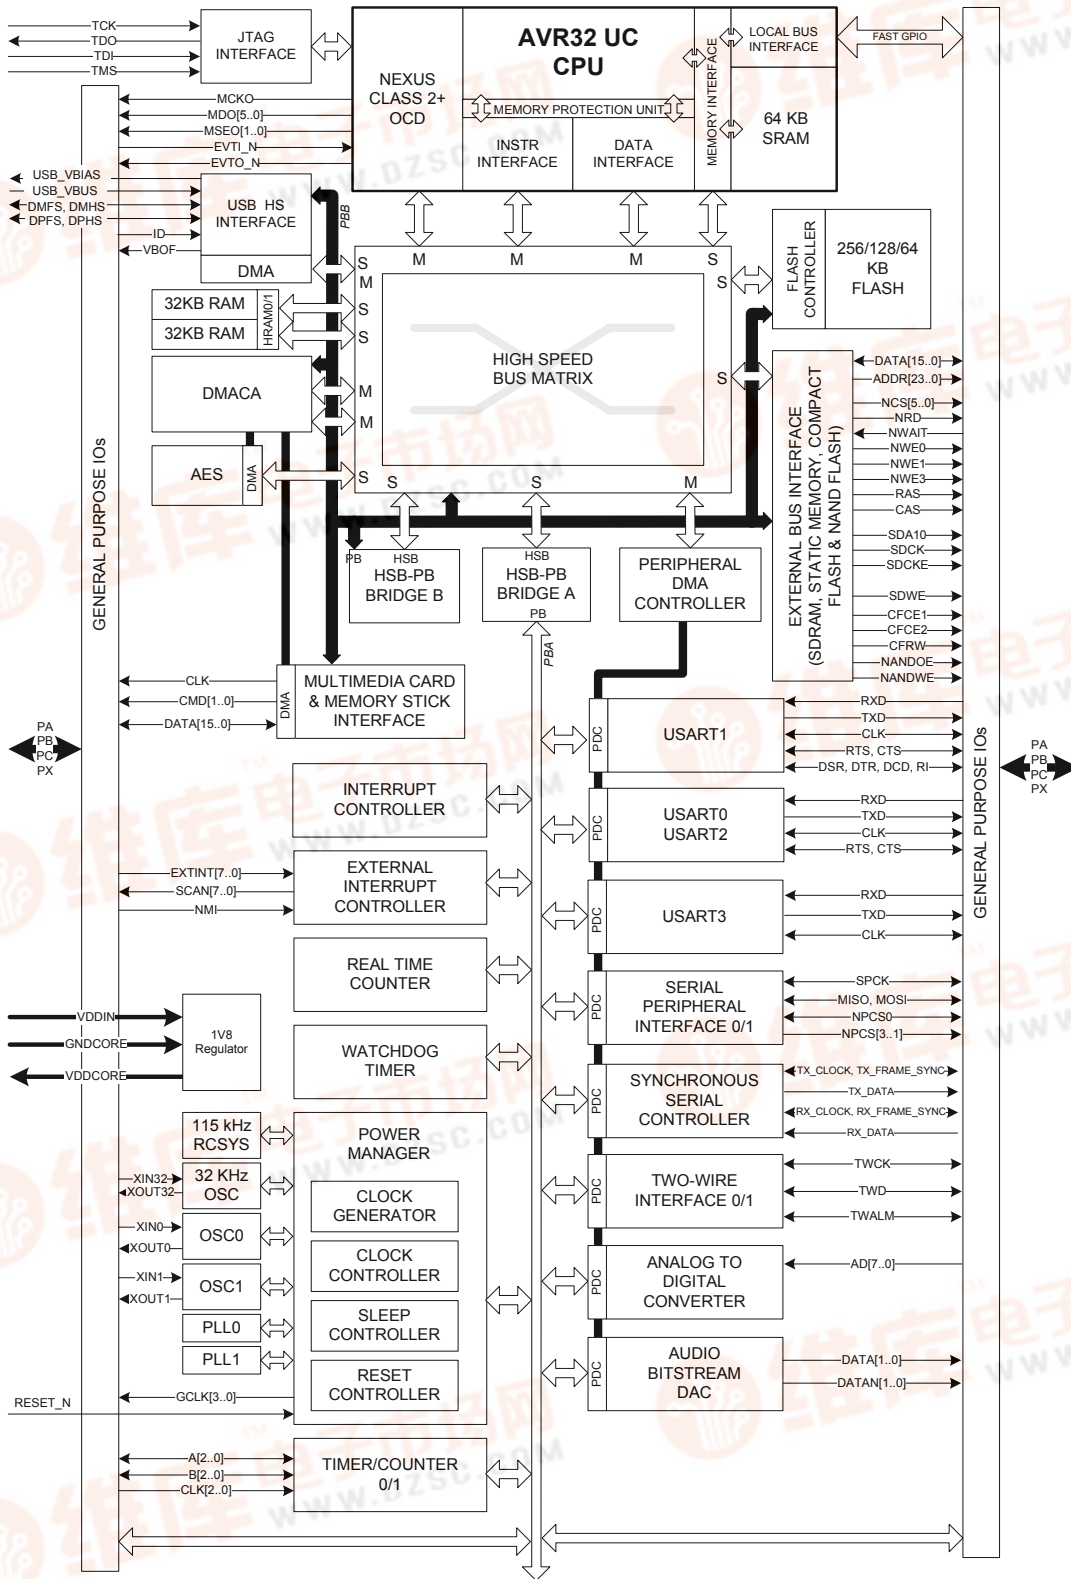 TCK
TDO
TDI
TMS
JTAG
INTERFACE
AVR32 UC
CPU
NEXUS
CLASS 2+
OCD
MEMORY PROTECTION UNIT
INSTR
INTERFACE
DATA
INTERFACE
MEMORY INTERFACE
LOCAL BUS
INTERFACE
64 KB
SRAM
FAST GPIO
MCKO
MDO[5..0]
MSEO[1..0]
EVTI_N
EVTO_N
USB_VBIAS
USB_VBUS
DMFS, DMHS
DPFS, DPHS
ID
VBOF
USB HS
INTERFACE
DMA
PBB
32KB RAM
32KB RAM
HRAM0/1
DMACA
AES
DMA
S
M
S
S
M
M
S
M
M
M
S
S
S
S
S
M
HIGH SPEED
BUS MATRIX
FLASH
CONTROLLER
256/128/64
KB
FLASH
EXTERNAL BUS INTERFACE
(SDRAM, STATIC MEMORY, COMPACT
FLASH & NAND FLASH)
DATA[15..0]
ADDR[23..0]
NCS[5..0]
NRD
NWAIT
NWE0
NWE1
NWE3
RAS
CAS
SDA10
SDCK
SDCKE
SDWE
CFCE1
CFCE2
CFRW
NANDOE
NANDWE
PB
HSB
HSB-PB
BRIDGE B
HSB
HSB-PB
BRIDGE A
PB
PBA
PERIPHERAL
DMA
CONTROLLER
GENERAL PURPOSE IOs
PA
PB
PC
PX
CLK
CMD[1..0]
DATA[15..0]
DMA
MULTIMEDIA CARD
& MEMORY STICK
INTERFACE
INTERRUPT
CONTROLLER
EXTINT[7..0]
SCAN[7..0]
NMI
EXTERNAL
INTERRUPT
CONTROLLER
REAL TIME
COUNTER
VDDIN
GNDCORE
VDDCORE
1V8
Regulator
WATCHDOG
TIMER
115 kHz
RCSYS
XIN32
XOUT32
32 KHz
OSC
XIN0
XOUT0
OSC0
XIN1
XOUT1
OSC1
PLL0
PLL1
POWER
MANAGER
CLOCK
GENERATOR
CLOCK
CONTROLLER
SLEEP
CONTROLLER
RESET
CONTROLLER
GCLK[3..0]
RESET_N
A[2..0]
B[2..0]
CLK[2..0]
TIMER/COUNTER
0/1
PDC
USART1
RXD
TXD
CLK
RTS, CTS
DSR, DTR, DCD, RI
PDC
USART0
USART2
RXD
TXD
CLK
RTS, CTS
PDC
USART3
RXD
TXD
CLK
PDC
SERIAL
PERIPHERAL
INTERFACE 0/1
SPCK
MISO, MOSI
NPCS0
NPCS[3..1]
PDC
SYNCHRONOUS
SERIAL
CONTROLLER
TX_CLOCK, TX_FRAME_SYNC
TX_DATA
RX_CLOCK, RX_FRAME_SYNC
RX_DATA
PDC
TWO-WIRE
INTERFACE 0/1
TWCK
TWD
TWALM
PDC
ANALOG TO
DIGITAL
CONVERTER
AD[7..0]
PDC
AUDIO
BITSTREAM
DAC
DATA[1..0]
DATAN[1..0]
GENERAL PURPOSE IOs
PA
PB
PC
PX
维库电子市场网
WWW.DZSC.COM